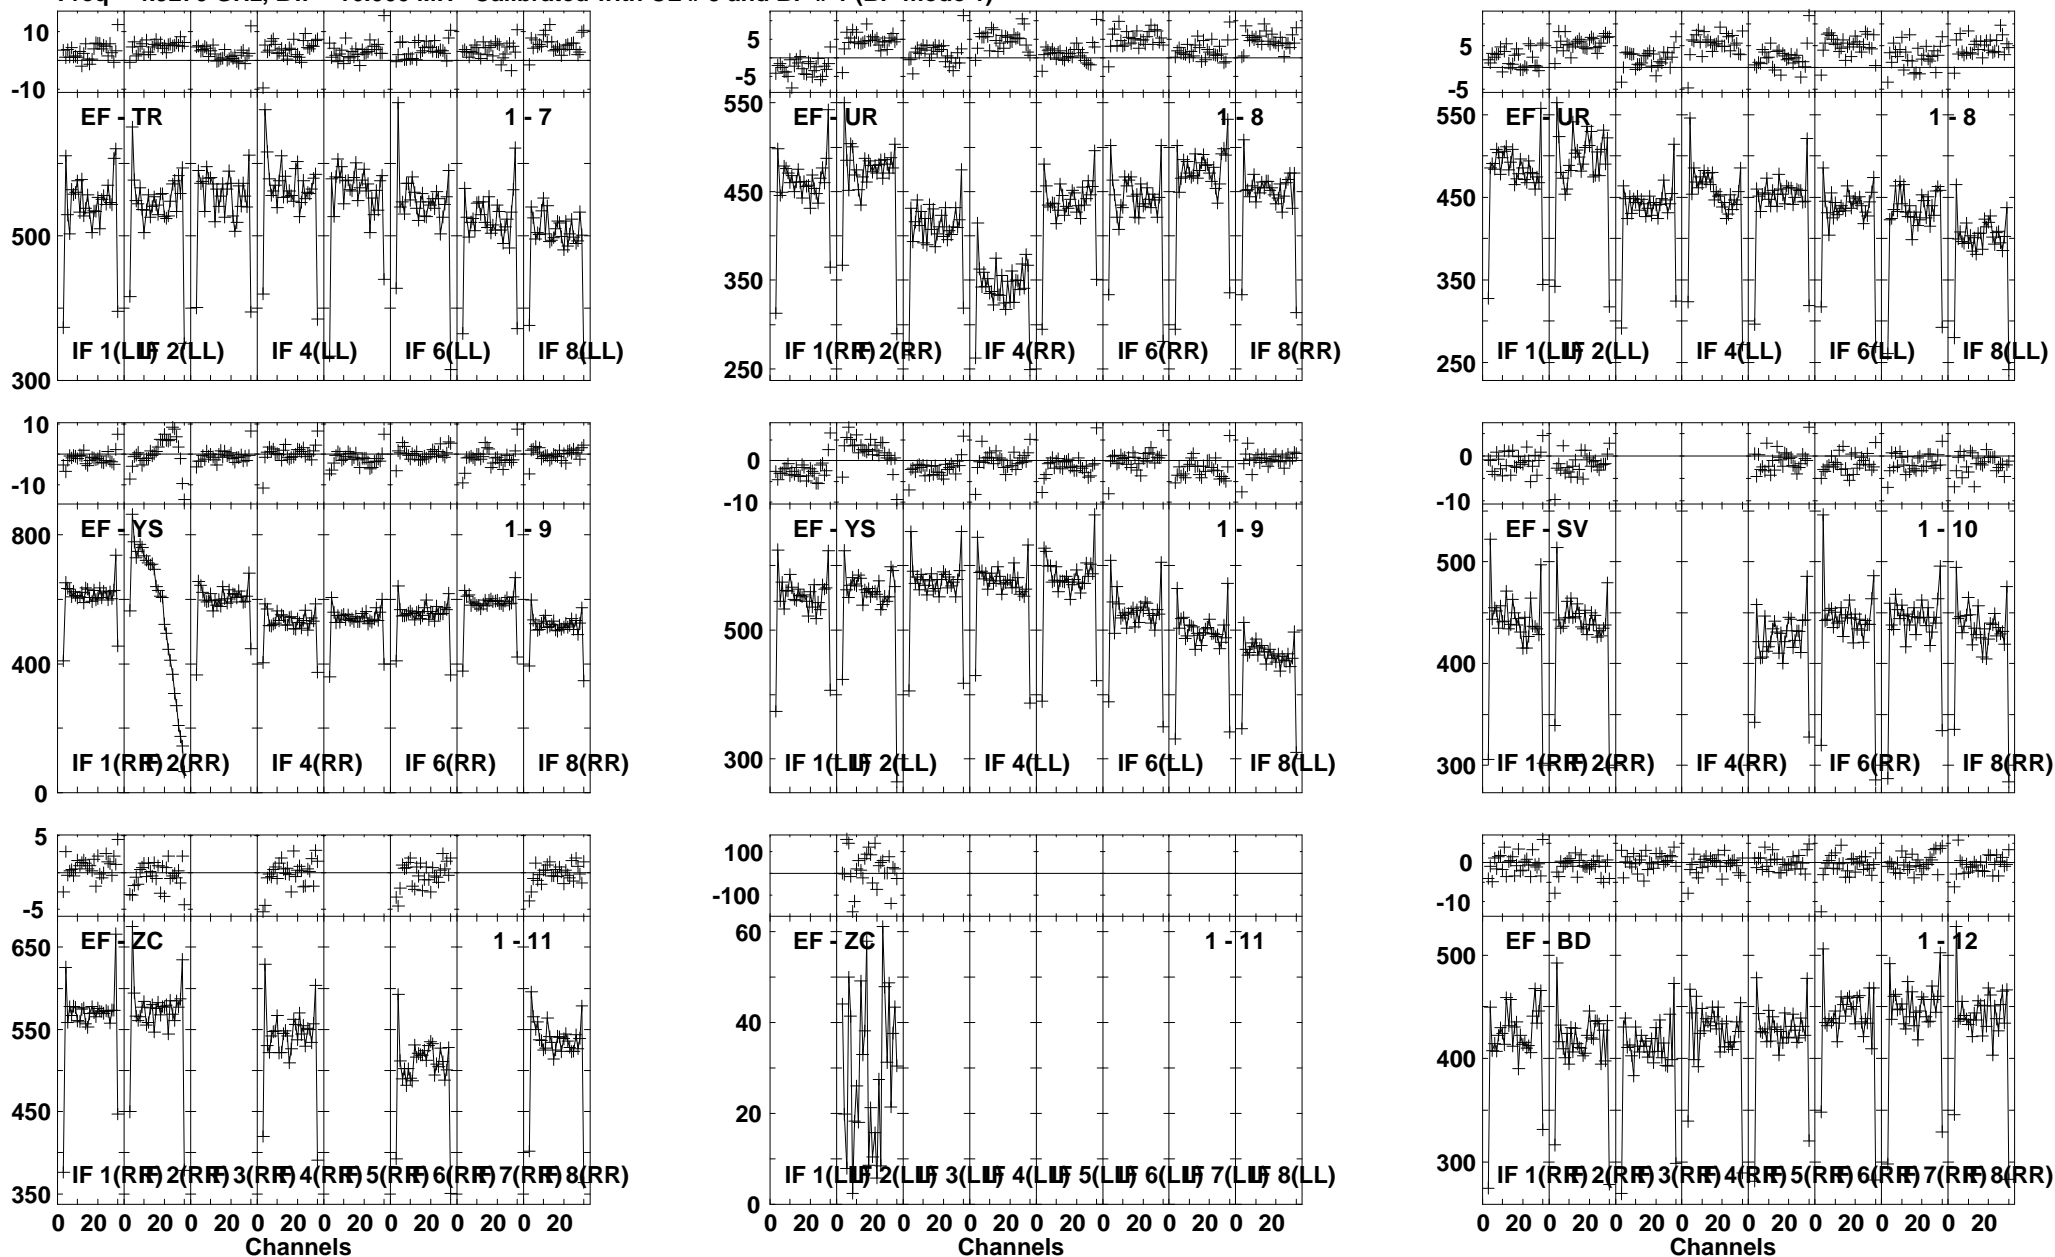 10
-10
EF - TR 1 - 7
500
300
IF 1(LL) IF 2(LL) IF 4(LL) IF 6(LL) IF 8(LL)
5
-5
550
EF - UR 1 - 8
450
350
250
IF 1(RR) IF 2(RR) IF 4(RR) IF 6(RR) IF 8(RR)
5
-5
550
EF - UR 1 - 8
450
350
250
IF 1(LL) IF 2(LL) IF 4(LL) IF 6(LL) IF 8(LL)
10
-10
800
EF - YS 1 - 9
400
0
IF 1(RR) IF 2(RR) IF 4(RR) IF 6(RR) IF 8(RR)
0
-10
EF - YS 1 - 9
500
300
IF 1(LL) IF 2(LL) IF 4(LL) IF 6(LL) IF 8(LL)
0
-10
EF - SV 1 - 10
500
400
300
IF 1(RR) IF 2(RR) IF 4(RR) IF 6(RR) IF 8(RR)
5
-5
EF - ZC 1 - 11
650
550
450
350
IF 1(RR) IF 2(RR) IF 3(RR) IF 4(RR) IF 5(RR) IF 6(RR) IF 7(RR) IF 8(RR)
0 20 0 20 0 20 0 20 0 20 0 20 0 20 0 20
Channels
100
-100
60
EF - ZC 1 - 11
40
20
0
IF 1(LL) IF 2(LL) IF 3(LL) IF 4(LL) IF 5(LL) IF 6(LL) IF 7(LL) IF 8(LL)
0 20 0 20 0 20 0 20 0 20 0 20 0 20 0 20
Channels
0
-10
EF - BD 1 - 12
500
400
300
IF 1(RR) IF 2(RR) IF 3(RR) IF 4(RR) IF 5(RR) IF 6(RR) IF 7(RR) IF 8(RR)
0 20 0 20 0 20 0 20 0 20 0 20 0 20 0 20
Channels